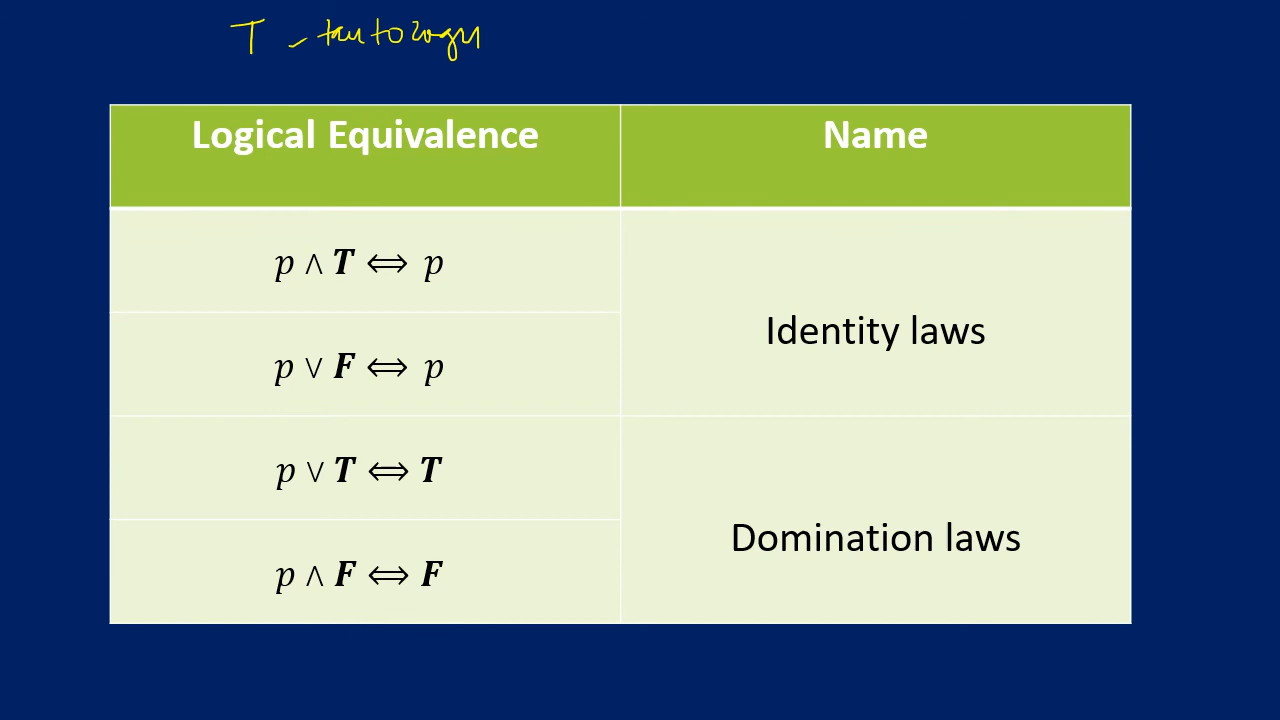 T - tautology
Logical Equivalence
Name
p ∧ T ⟺ p
Identity laws
p ∨ F ⟺ p
p ∨ T ⟺ T
Domination laws
p ∧ F ⟺ F